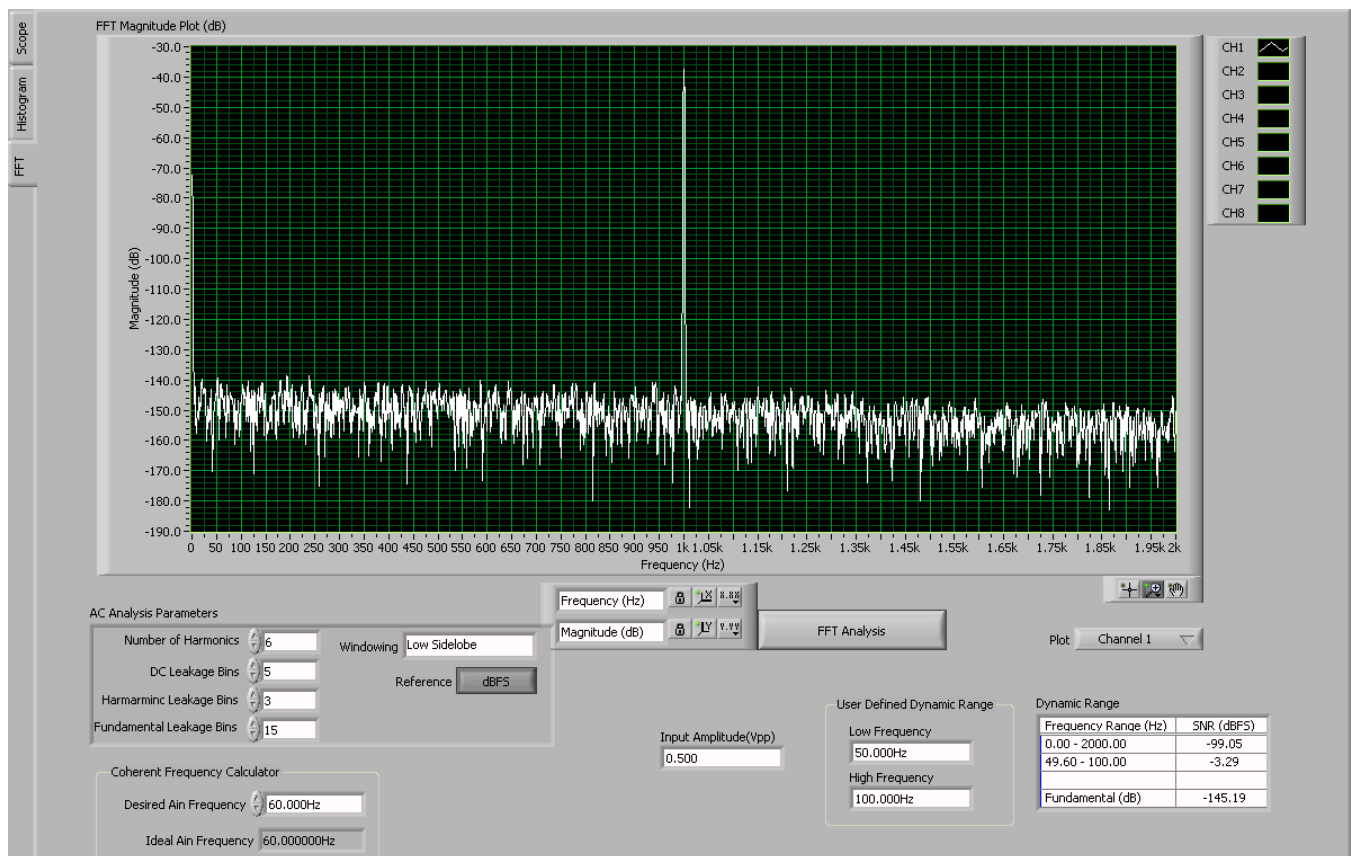 Scope
Histogram
FFT
FFT Magnitude Plot (dB)
-30.0
-40.0
-50.0
-60.0
-70.0
-80.0
-90.0
-100.0
-110.0
-120.0
-130.0
-140.0
-150.0
-160.0
-170.0
-180.0
-190.0
Magnitude (dB)
0 50 100 150 200 250 300 350 400 450 500 550 600 650 700 750 800 850 900 950 1k 1.05k 1.15k 1.25k 1.35k 1.45k 1.55k 1.65k 1.75k 1.85k 1.95k 2k
Frequency (Hz)
CH1
CH2
CH3
CH4
CH5
CH6
CH7
CH8
Frequency (Hz) X X.XX
Magnitude (dB) Y Y.YY
FFT Analysis
Plot Channel 1
AC Analysis Parameters
Number of Harmonics 6
DC Leakage Bins 5
Harmarminc Leakage Bins 3
Fundamental Leakage Bins 15
Windowing Low Sidelobe
Reference dBFS
Input Amplitude(Vpp)
0.500
User Defined Dynamic Range
Low Frequency
50.000Hz
High Frequency
100.000Hz
Dynamic Range
Frequency Range (Hz) SNR (dBFS)
0.00 - 2000.00 -99.05
49.60 - 100.00 -3.29
Fundamental (dB) -145.19
Coherent Frequency Calculator
Desired Ain Frequency 60.000Hz
Ideal Ain Frequency 60.000000Hz